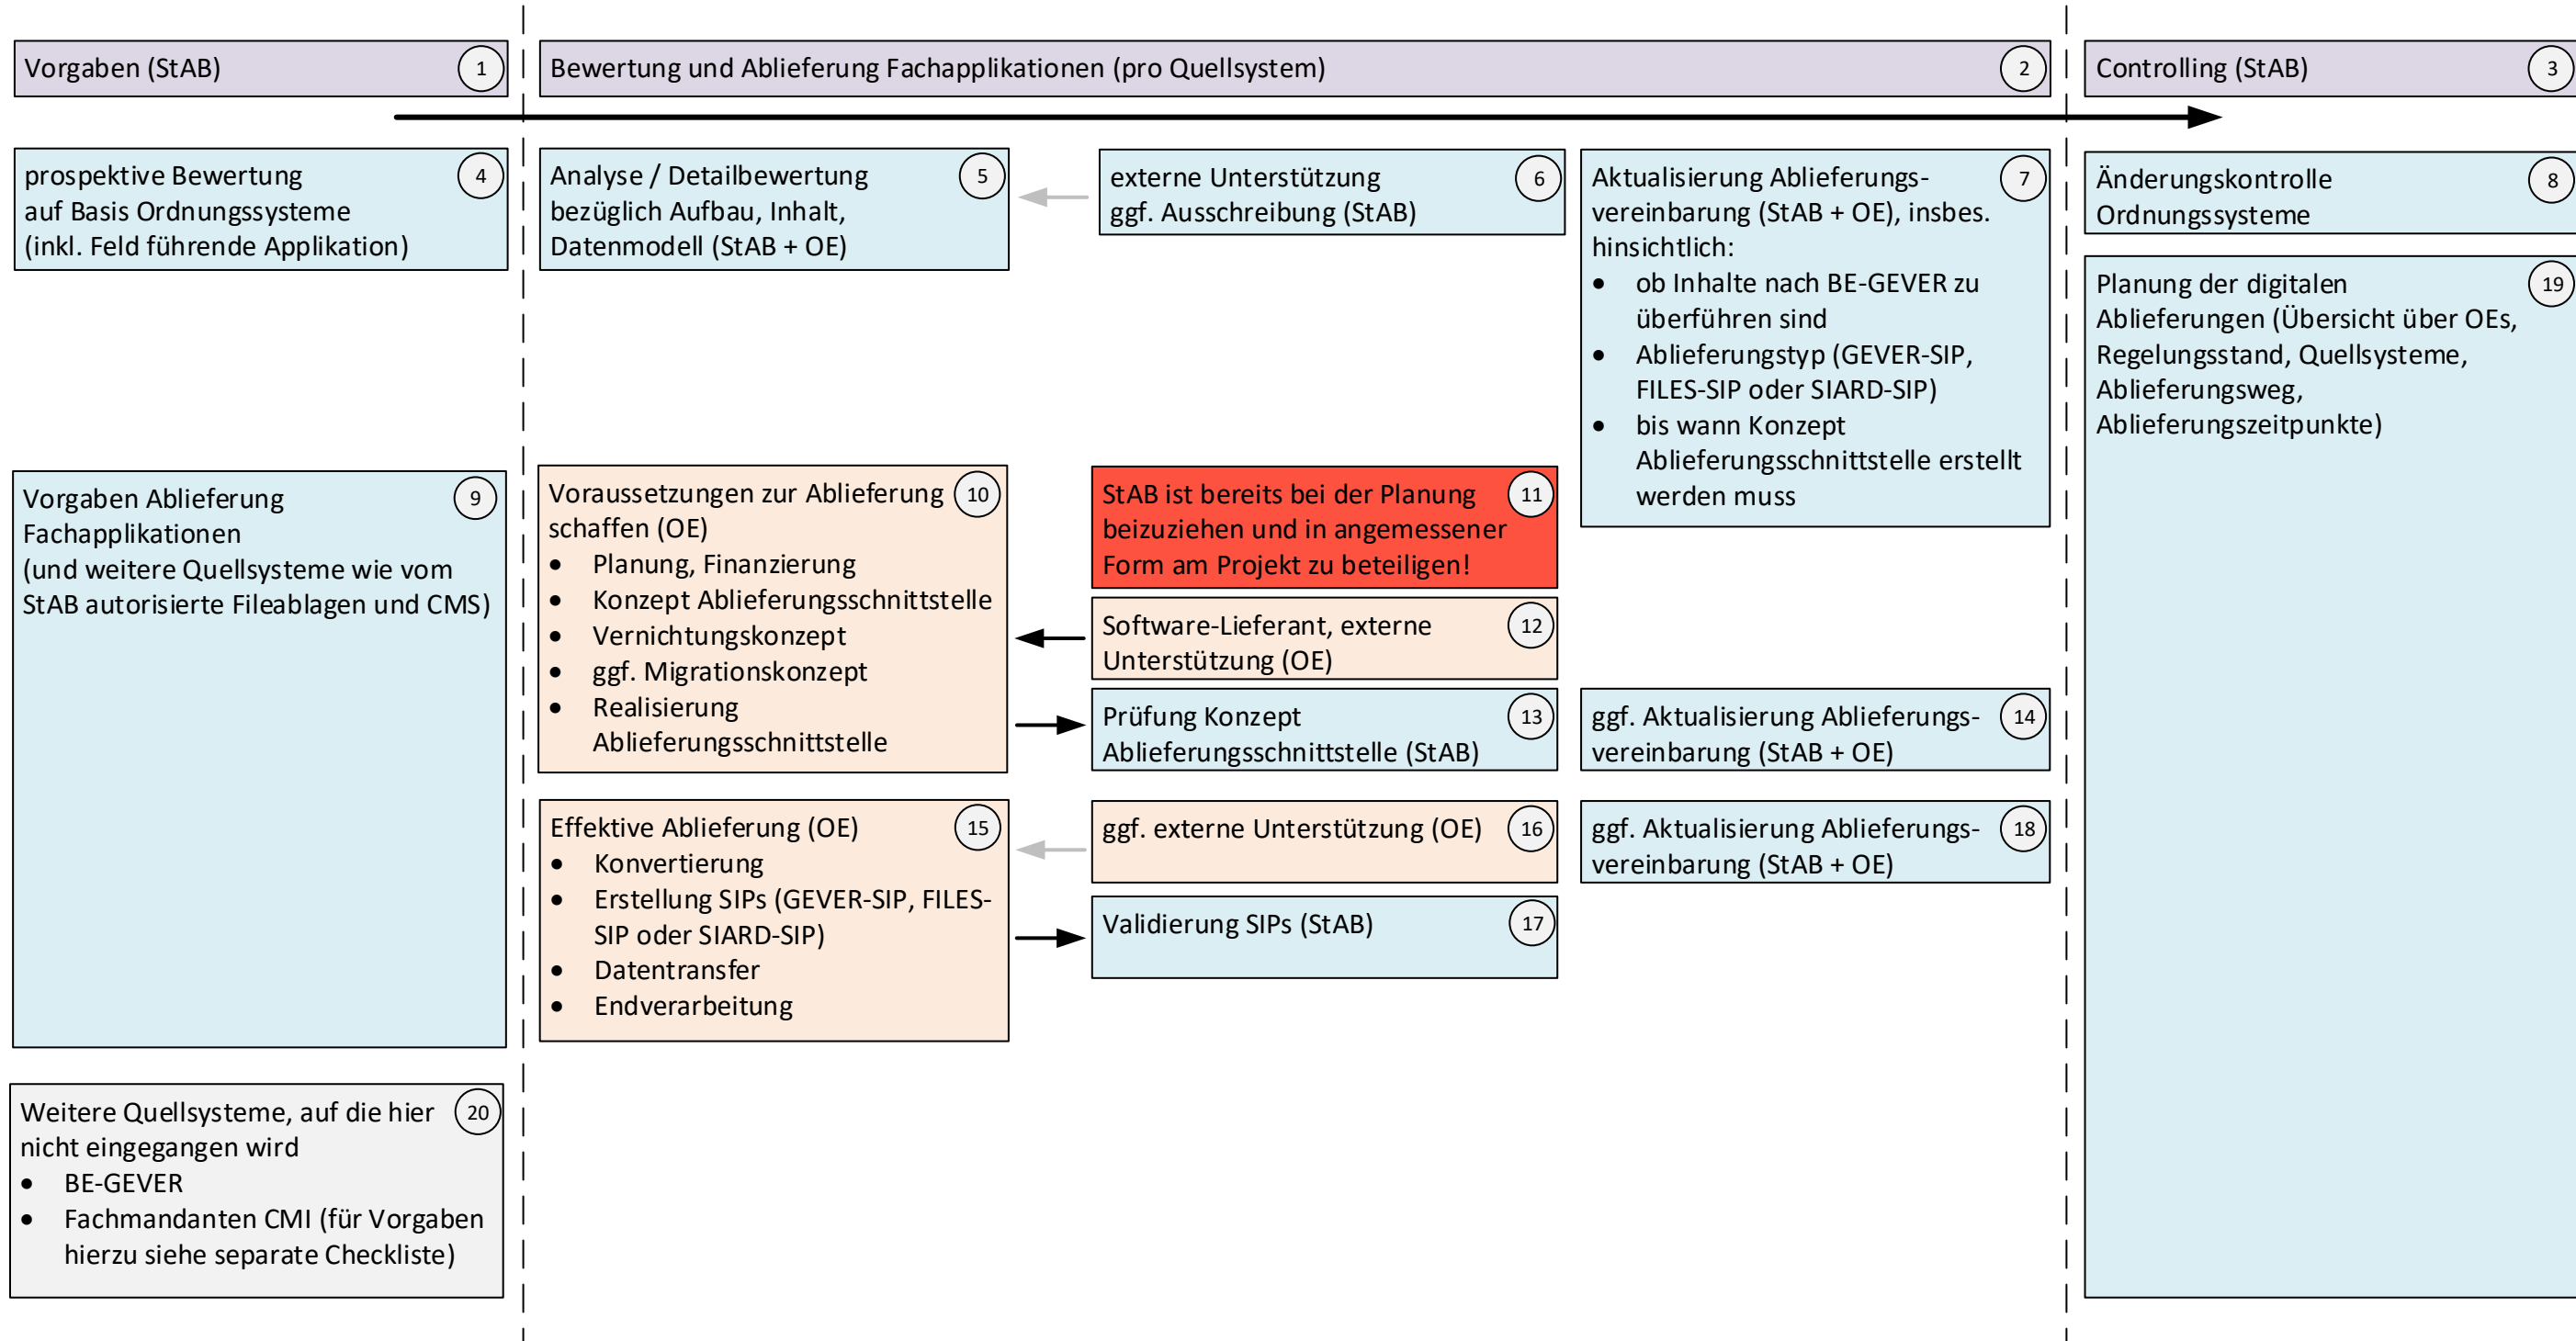 Vorgaben (StAB)
1
Bewertung und Ablieferung Fachapplikationen (pro Quellsystem)
2
Controlling (StAB)
3
prospektive Bewertung
auf Basis Ordnungssysteme
(inkl. Feld führende Applikation)
4
Analyse / Detailbewertung
bezüglich Aufbau, Inhalt,
Datenmodell (StAB + OE)
5
externe Unterstützung
ggf. Ausschreibung (StAB)
6
Aktualisierung Ablieferungs-
vereinbarung (StAB + OE), insbes.
hinsichtlich:
• ob Inhalte nach BE-GEVER zu
überführen sind
• Ablieferungstyp (GEVER-SIP,
FILES-SIP oder SIARD-SIP)
• bis wann Konzept
Ablieferungsschnittstelle erstellt
werden muss
7
Änderungskontrolle
Ordnungssysteme
8
Vorgaben Ablieferung
Fachapplikationen
(und weitere Quellsysteme wie vom
StAB autorisierte Fileablagen und CMS)
9
Voraussetzungen zur Ablieferung
schaffen (OE)
• Planung, Finanzierung
• Konzept Ablieferungsschnittstelle
• Vernichtungskonzept
• ggf. Migrationskonzept
• Realisierung
Ablieferungsschnittstelle
10
StAB ist bereits bei der Planung
beizuziehen und in angemessener
Form am Projekt zu beteiligen!
11
Software-Lieferant, externe
Unterstützung (OE)
12
Prüfung Konzept
Ablieferungsschnittstelle (StAB)
13
ggf. Aktualisierung Ablieferungs-
vereinbarung (StAB + OE)
14
Effektive Ablieferung (OE)
• Konvertierung
• Erstellung SIPs (GEVER-SIP, FILES-
SIP oder SIARD-SIP)
• Datentransfer
• Endverarbeitung
15
ggf. externe Unterstützung (OE)
16
Validierung SIPs (StAB)
17
ggf. Aktualisierung Ablieferungs-
vereinbarung (StAB + OE)
18
Planung der digitalen
Ablieferungen (Übersicht über OEs,
Regelungsstand, Quellsysteme,
Ablieferungsweg,
Ablieferungszeitpunkte)
19
Weitere Quellsysteme, auf die hier
nicht eingegangen wird
• BE-GEVER
• Fachmandanten CMI (für Vorgaben
hierzu siehe separate Checkliste)
20